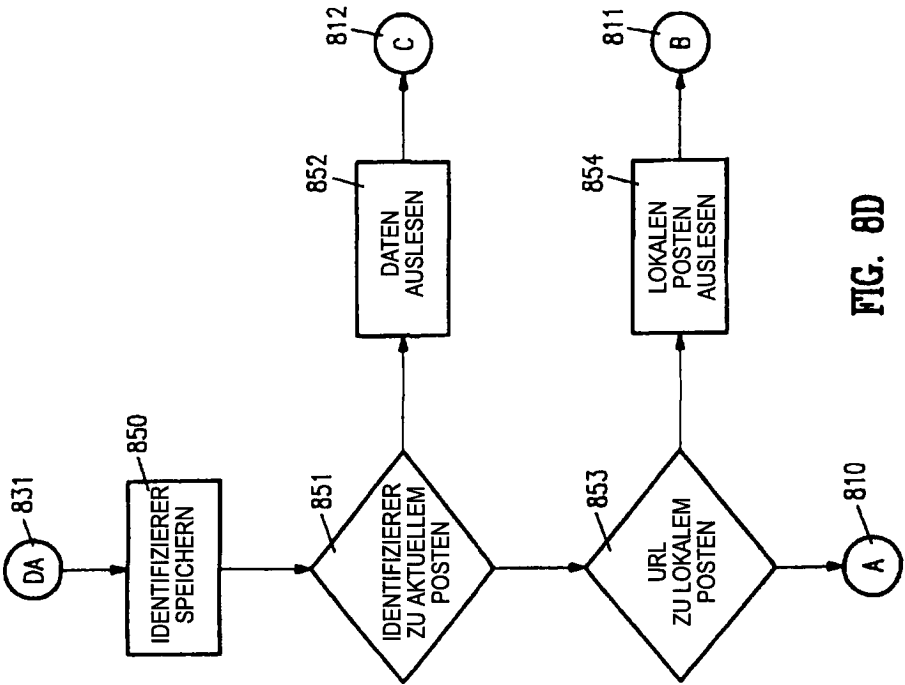 DA
831
IDENTIFIZIERER
SPEICHERN
850
IDENTIFIZIERER
ZU AKTUELLEM
POSTEN
851
DATEN
AUSLESEN
852
C
812
URL
ZU LOKALEM
POSTEN
853
LOKALEN
POSTEN
AUSLESEN
854
B
811
A
810
FIG. 8D